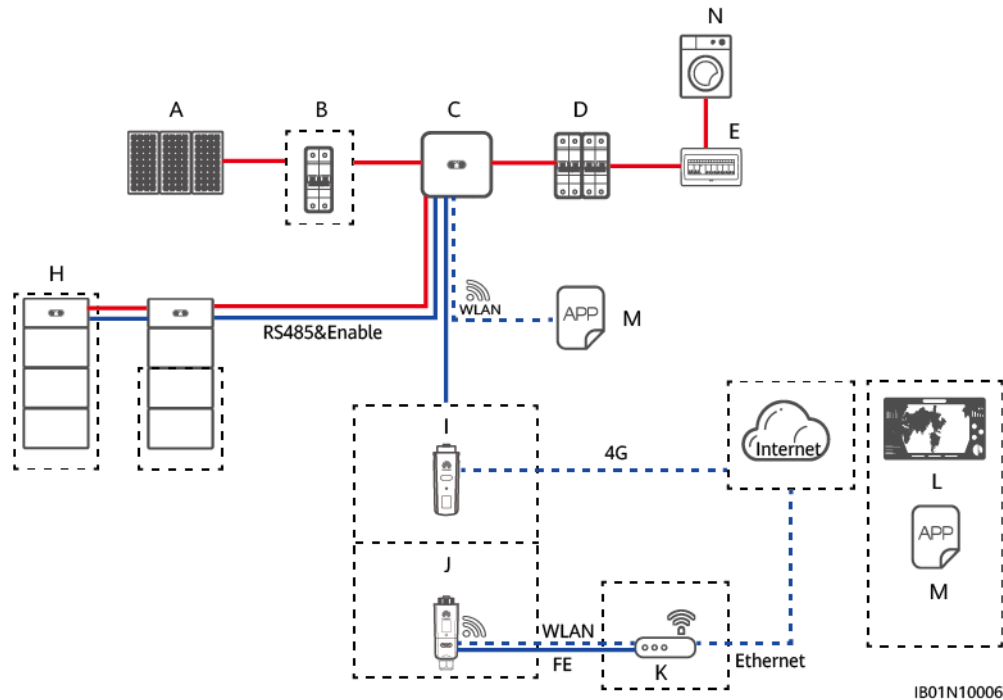 N
A
B
C
D
E
H
RS485&Enable
WLAN
APP
M
I
4G
Internet
L
APP
M
J
WLAN
FE
K
Ethernet
IB01N10006